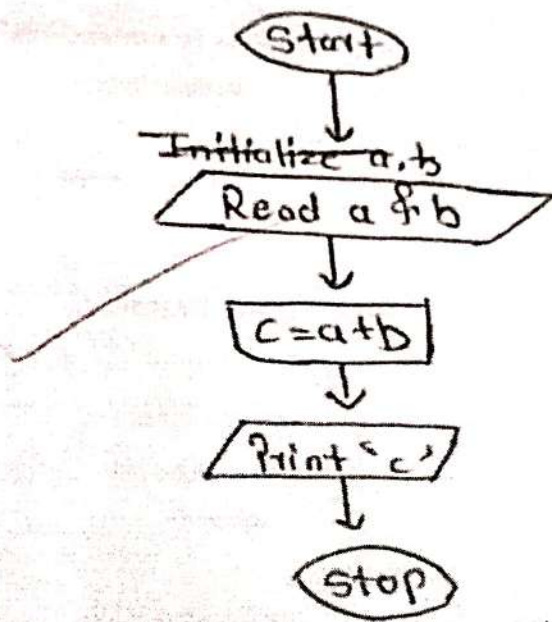 Start
Initialize a, b
Read a & b
C = a+b
Print 'c'
Stop